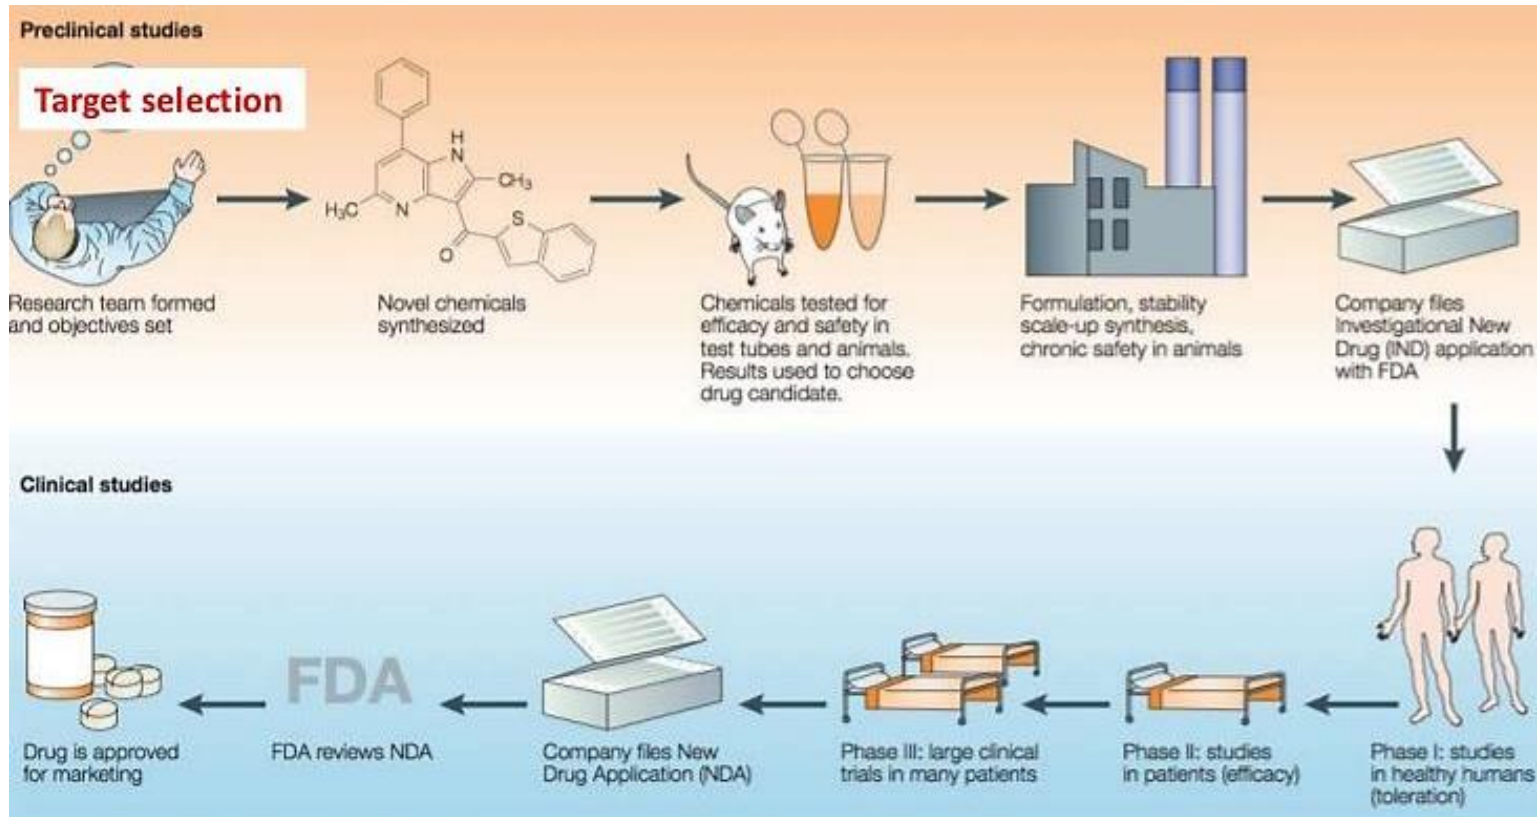 Preclinical studies
Target selection
H
N
CH3
H3C
N
S
O
Research team formed
and objectives set
Novel chemicals
synthesized
Chemicals tested for
efficacy and safety in
test tubes and animals.
Results used to choose
drug candidate.
Formulation, stability
scale-up synthesis,
chronic safety in animals
Company files
Investigational New
Drug (IND) application
with FDA
Clinical studies
FDA
Drug is approved
for marketing
FDA reviews NDA
Company files New
Drug Application (NDA)
Phase III: large clinical
trials in many patients
Phase II: studies
in patients (efficacy)
Phase I: studies
in healthy humans
(toleration)